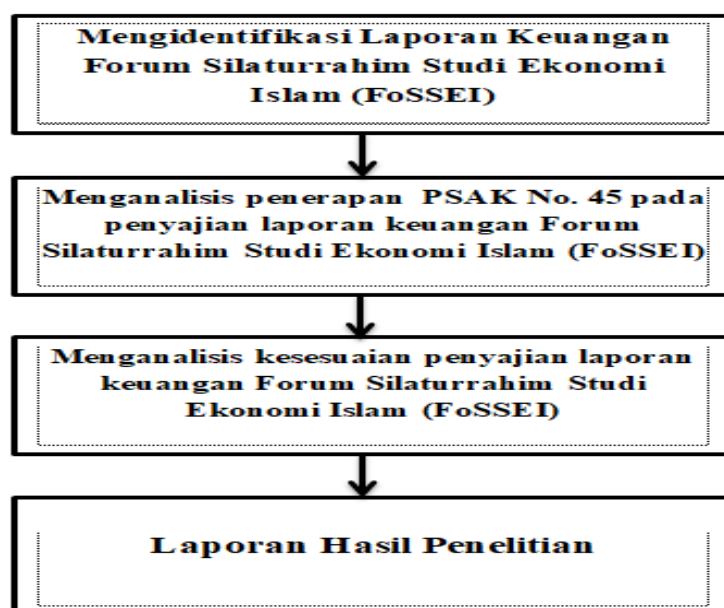 Mengidentifikasi Laporan Keuangan
Forum Silaturrahim Studi Ekonomi
Islam (FoSSEI)
Menganalisis penerapan PSAK No. 45 pada
penyajian laporan keuangan Forum
Silaturrahim Studi Ekonomi Islam (FoSSEI)
Menganalisis kesesuaian penyajian laporan
keuangan Forum Silaturrahim Studi
Ekonomi Islam (FoSSEI)
Laporan Hasil Penelitian